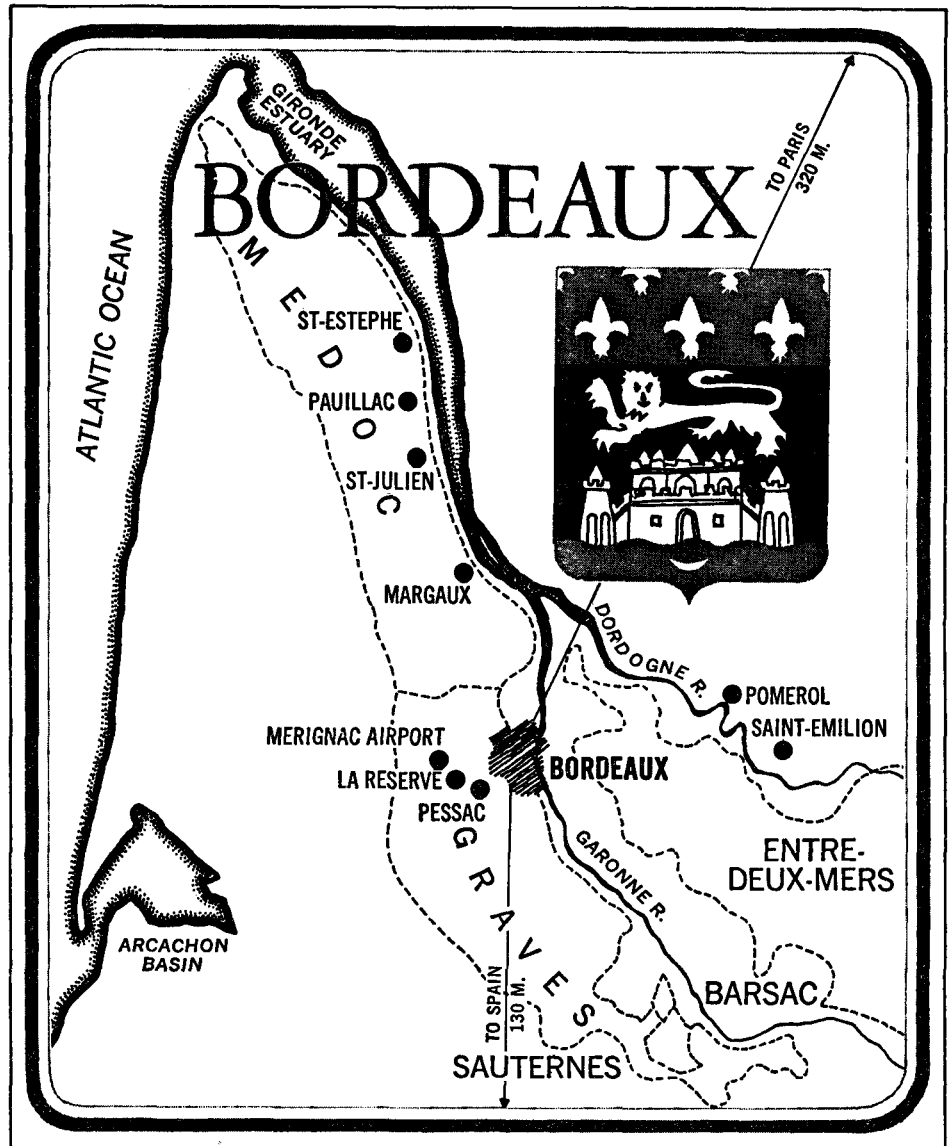 GIRONDE
ESTUARY
TO PARIS
320 M.
BORDEAUX
ATLANTIC OCEAN
MEDOC
ST-ESTEPHE
PAUILLAC
ST-JULIEN
MARGAUX
DORDOGNE R.
POMEROL
SAINT-EMILION
MERIGNAC AIRPORT
LA RESERVE
PESSAC
BORDEAUX
GRAVES
GARONNE R.
ENTRE-
DEUX-MERS
ARCACHON
BASIN
TO SPAIN
130 M.
BARSAC
SAUTERNES